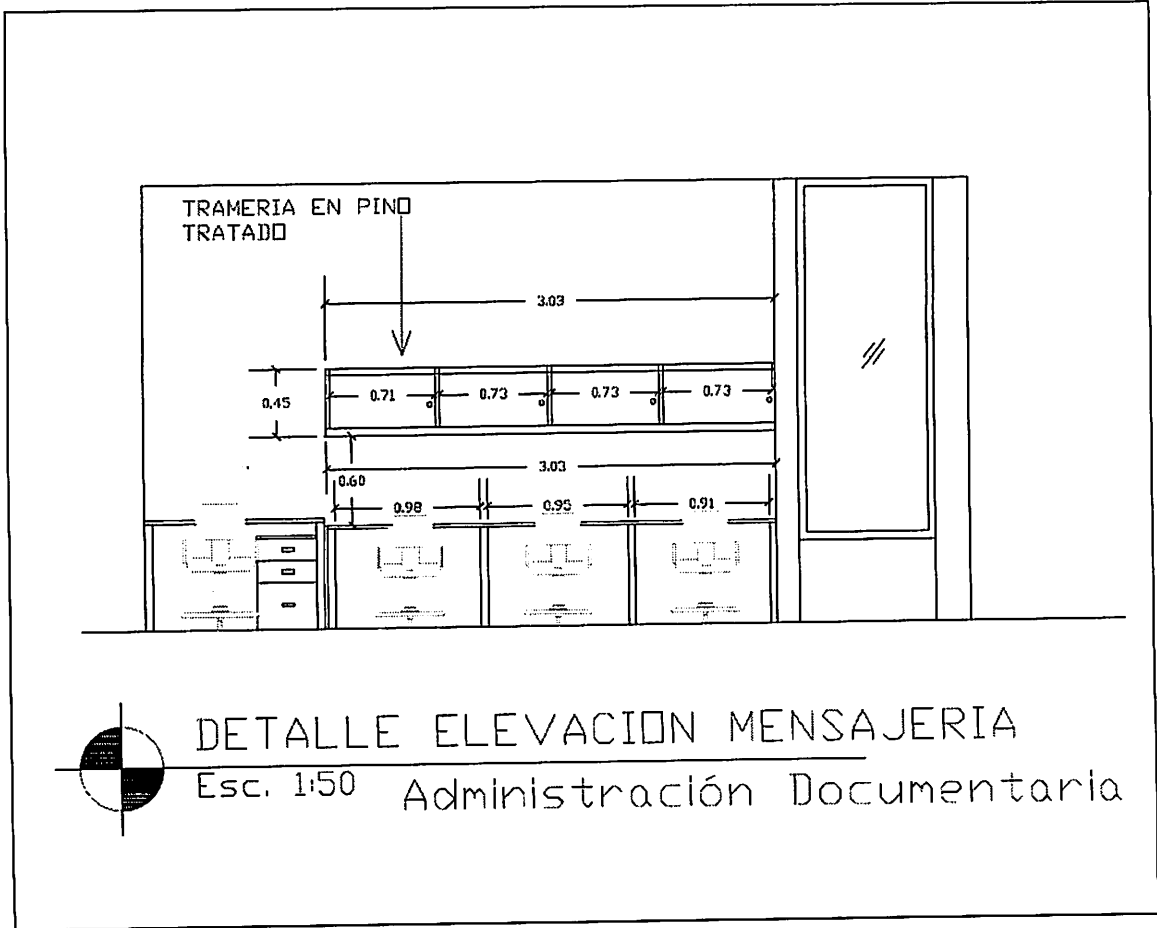 TRAMERIA EN PINO
TRATADO
3.03
0.45
0.71
0.73
0.73
0.73
3.03
0.60
0.98
0.95
0.91
DETALLE ELEVACION MENSAJERIA
Esc. 1:50
Administración Documentaria